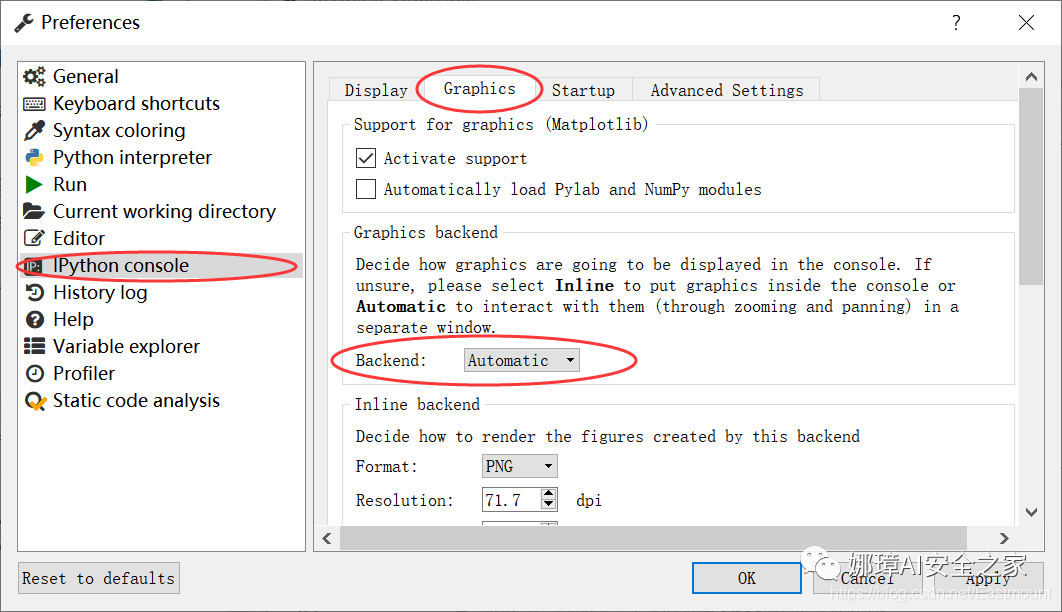 Preferences
?
General
Keyboard shortcuts
Syntax coloring
Python interpreter
Run
Current working directory
Editor
IPython console
History log
Help
Variable explorer
Profiler
Static code analysis
Display Graphics Startup Advanced Settings
Support for graphics (Matplotlib)
Activate support
Automatically load Pylab and NumPy modules
Graphics backend
Decide how graphics are going to be displayed in the console. If
unsure, please select Inline to put graphics inside the console or
Automatic to interact with them (through zooming and panning) in a
separate window.
Backend: Automatic
Inline backend
Decide how to render the figures created by this backend
Format: PNG
Resolution: 71.7 dpi
Reset to defaults OK Cancel Apply
娜璋AI安全之家
https://blog.csdn.net/Eastmount